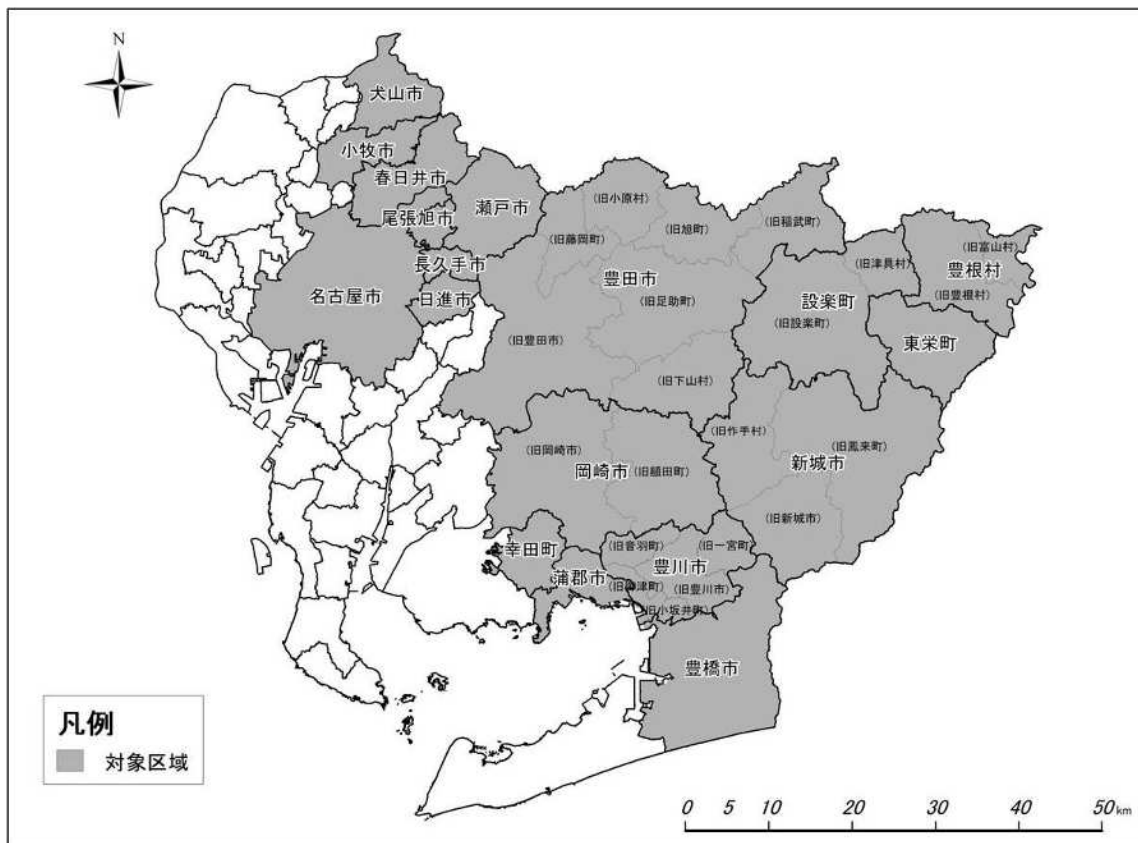 N
犬山市
小牧市
春日井市
尾張旭市
瀬戸市
長久手市
名古屋市
日進市
(旧小原村)
(旧藤岡町)
(旧旭町)
(旧稲武町)
豊田市
(旧足助町)
(旧豊田市)
(旧下山村)
(旧津具村)
設楽町
(旧設楽町)
(旧富山村)
豊根村
(旧豊根村)
東栄町
(旧作手村)
(旧鳳来町)
新城市
(旧新城市)
(旧岡崎市)
岡崎市
(旧額田町)
幸田町
蒲郡市
(旧音羽町)
(旧一宮町)
豊川市
(旧豊川市)
(旧小坂井町)
豊橋市
凡例
対象区域
0 5 10 20 30 40 50 km